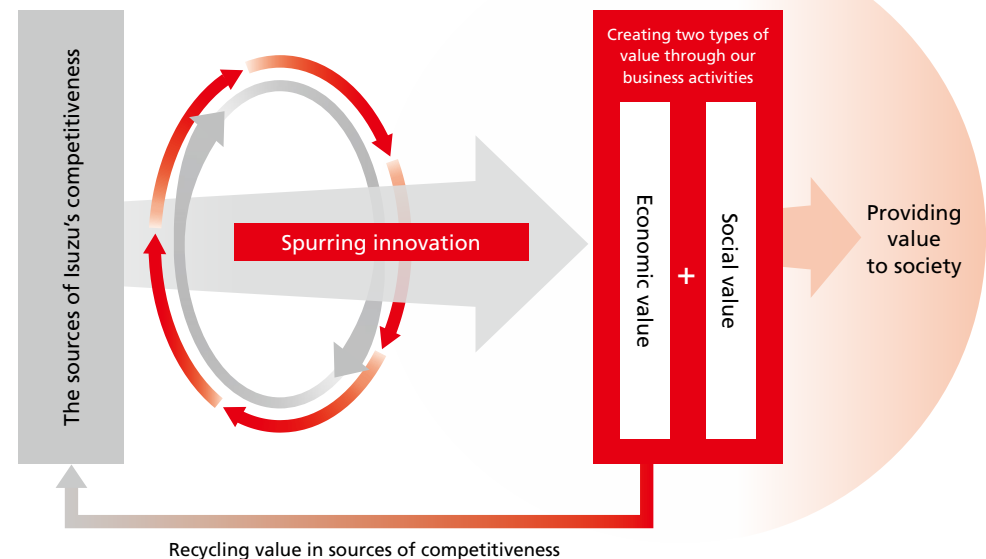 The sources of Isuzu’s competitiveness
Spurring innovation
Creating two types of
value through our
business activities
Economic value
+
Social value
Providing
value
to society
Recycling value in sources of competitiveness